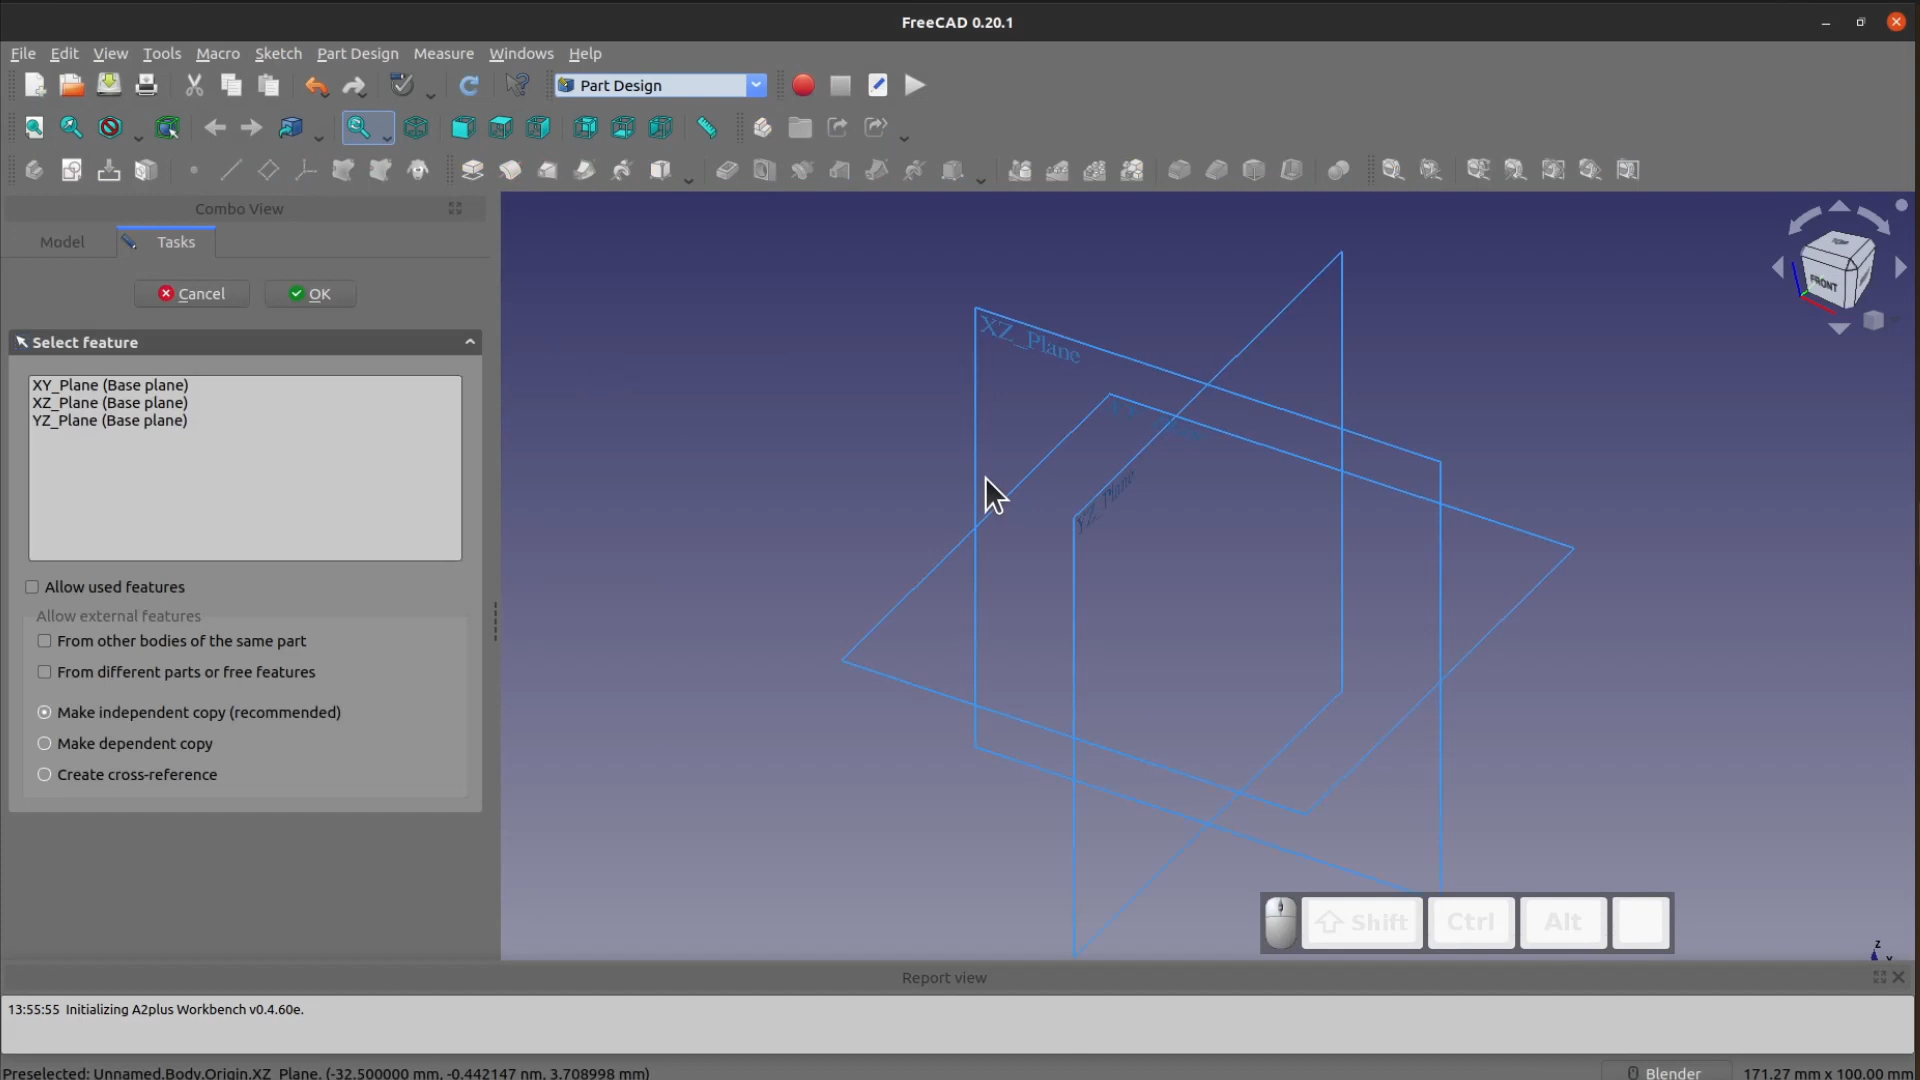 FreeCAD 0.20.1
File Edit View Tools Macro Sketch Part Design Measure Windows Help
Part Design
Combo View
Model Tasks
Cancel OK
Select feature
XY_Plane (Base plane)
XZ_Plane (Base plane)
YZ_Plane (Base plane)
Allow used features
Allow external features
From other bodies of the same part
From different parts or free features
Make independent copy (recommended)
Make dependent copy
Create cross-reference
XZ_Plane
YZ_Plane
FRONT
Shift Ctrl Alt
Z
Report view
13:55:55 Initializing A2plus Workbench v0.4.60e.
Preselected: Unnamed.Body.Origin.XZ_Plane. (-32.500000 mm, -0.442147 nm, 3.708998 mm)
Blender 171.27 mm x 100.00 mm